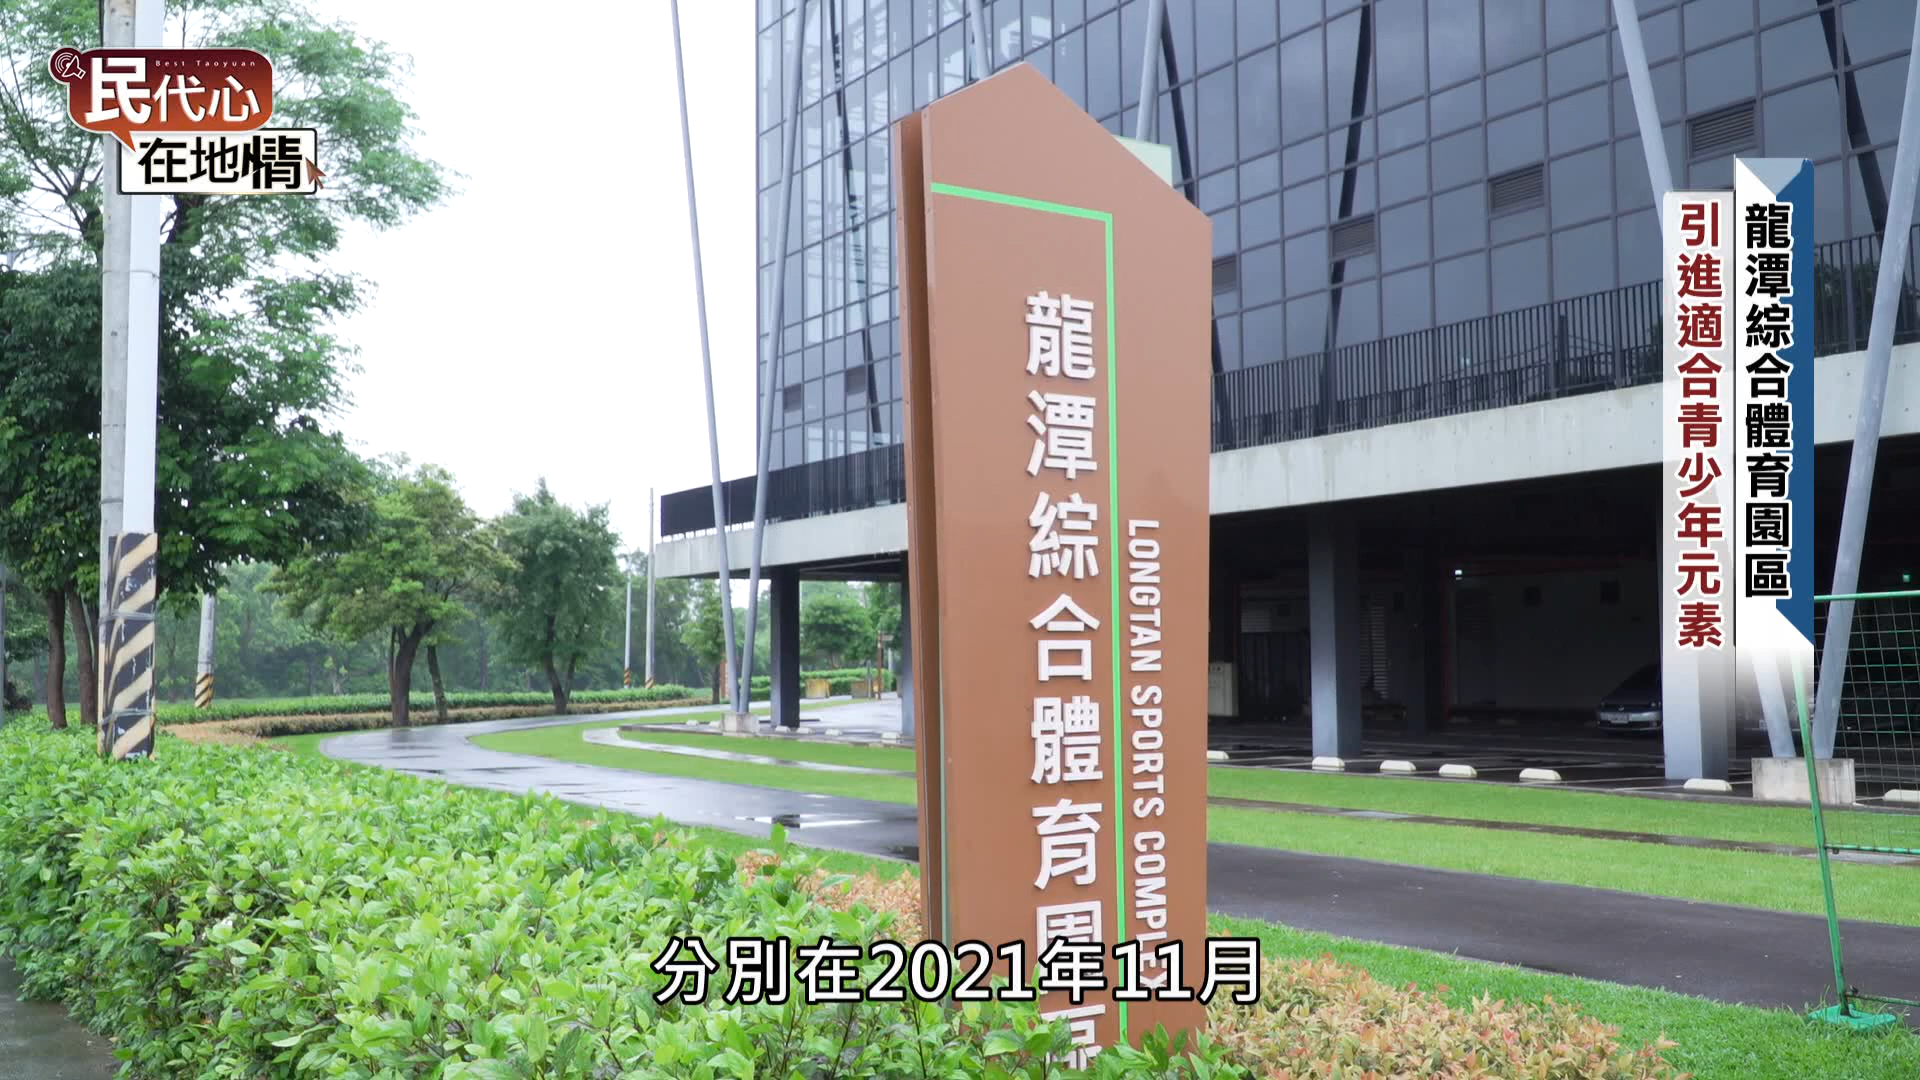 Best Taoyuan
民代心
在地情
龍潭綜合體育園區
引進適合青少年元素
龍潭綜合體育園區
LONGTAN SPORTS COMPLEX
分別在2021年11月